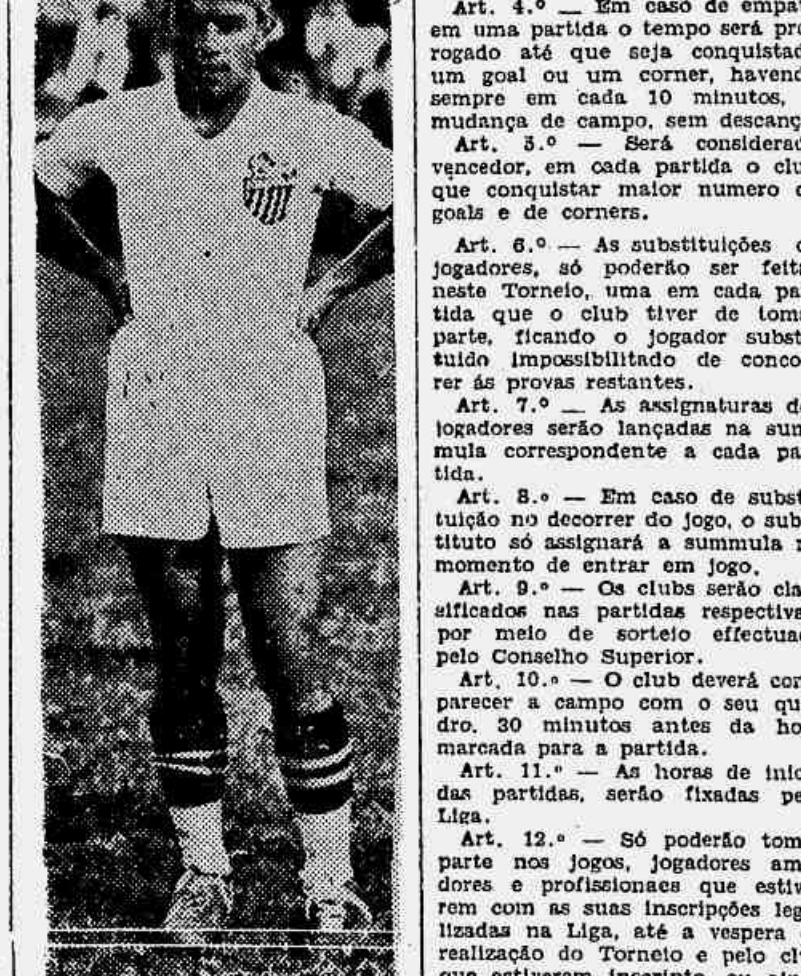 Art. 4.º — Em caso de empat
em uma partida o tempo será pro
rogado até que seja conquistad
um goal ou um corner, havend
sempre em cada 10 minutos,
mudança de campo, sem descanç
Art. 5.º — Será considerad
vencedor, em cada partida o clu
que conquistar maior numero d
goals e de corners.
Art. 6.º — As substituições d
jogadores, só poderão ser feita
neste Torneio, uma em cada pa
tida que o club tiver de toma
parte, ficando o jogador subst
tuido impossibilitado de conco
rer ás provas restantes.
Art. 7.º — As assignaturas do
jogadores serão lançadas na sum
mula correspondente a cada pa
tida.
Art. 8.º — Em caso de subst
tuição no decorrer do jogo, o sub
tituto só assignará a summula n
momento de entrar em jogo.
Art. 9.º — Os clubs serão cla
sificados nas partidas respectiva
por meio de sorteio effectuad
pelo Conselho Superior.
Art. 10.º — O club deverá com
parecer a campo com o seu qua
dro, 30 minutos antes da ho
marcada para a partida.
Art. 11.º — As horas de inic
das partidas, serão fixadas pe
Liga.
Art. 12.º — Só poderão tom
parte nos jogos, jogadores ama
dores e profissionaes que estiv
rem com as suas inscripções leg
lizadas na Liga, até a vespera d
realização do Torneio e pelo clu
que estiverem